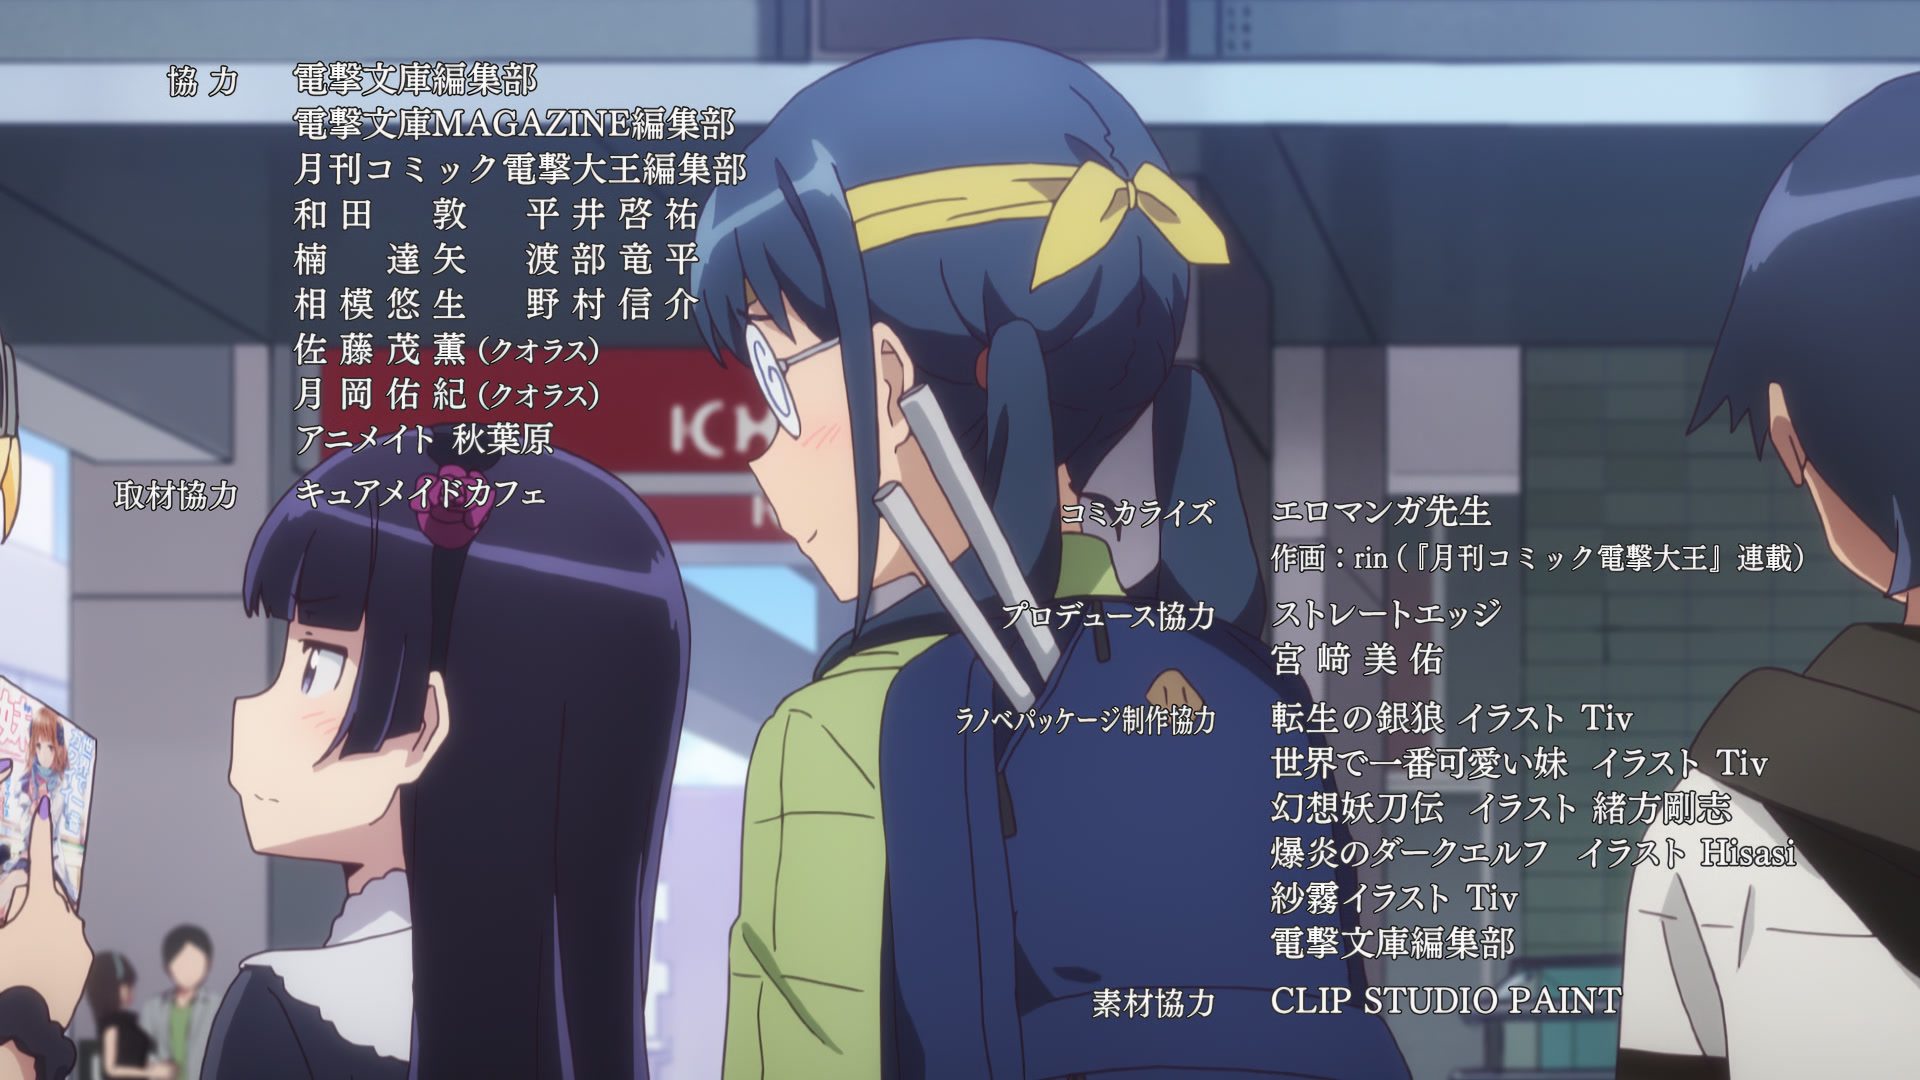 協力 電撃文庫編集部
電撃文庫MAGAZINE編集部
月刊コミック電撃大王編集部
和田 敦 平井啓祐
楠 達矢 渡部竜平
相模悠生 野村信介
佐藤茂薫(クオラス)
月岡佑紀(クオラス)
アニメイト 秋葉原
取材協力 キュアメイドカフェ
コミカライズ エロマンガ先生
作画：rin(『月刊コミック電撃大王』連載)
プロデュース協力 ストレートエッジ
宮﨑美佑
ラノベパッケージ制作協力 転生の銀狼 イラスト Tiv
世界で一番可愛い妹 イラスト Tiv
幻想妖刀伝 イラスト 緒方剛志
爆炎のダークエルフ イラスト Hisasi
紗霧イラスト Tiv
電撃文庫編集部
素材協力 CLIP STUDIO PAINT